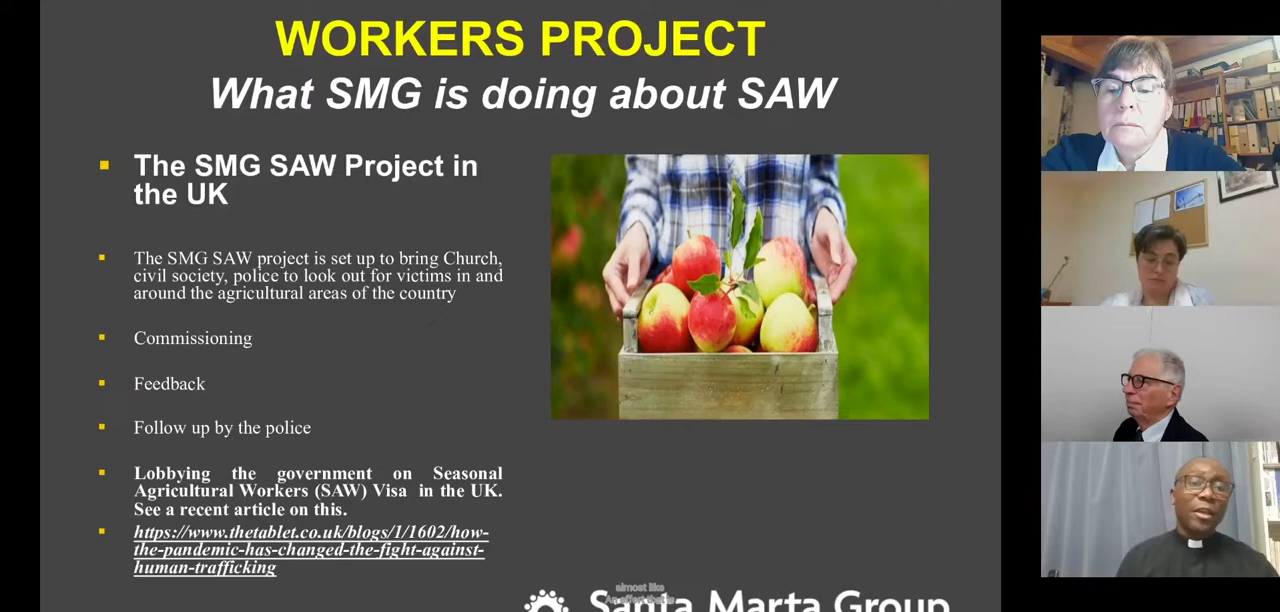 WORKERS PROJECT
What SMG is doing about SAW
▪ The SMG SAW Project in
the UK
▪ The SMG SAW project is set up to bring Church,
civil society, police to look out for victims in and
around the agricultural areas of the country
▪ Commissioning
▪ Feedback
▪ Follow up by the police
▪ Lobbying the government on Seasonal
Agricultural Workers (SAW) Visa in the UK.
See a recent article on this.
▪ https://www.thetablet.co.uk/blogs/1/1602/how-
the-pandemic-has-changed-the-fight-against-
human-trafficking
almost like
Santa Marta Group